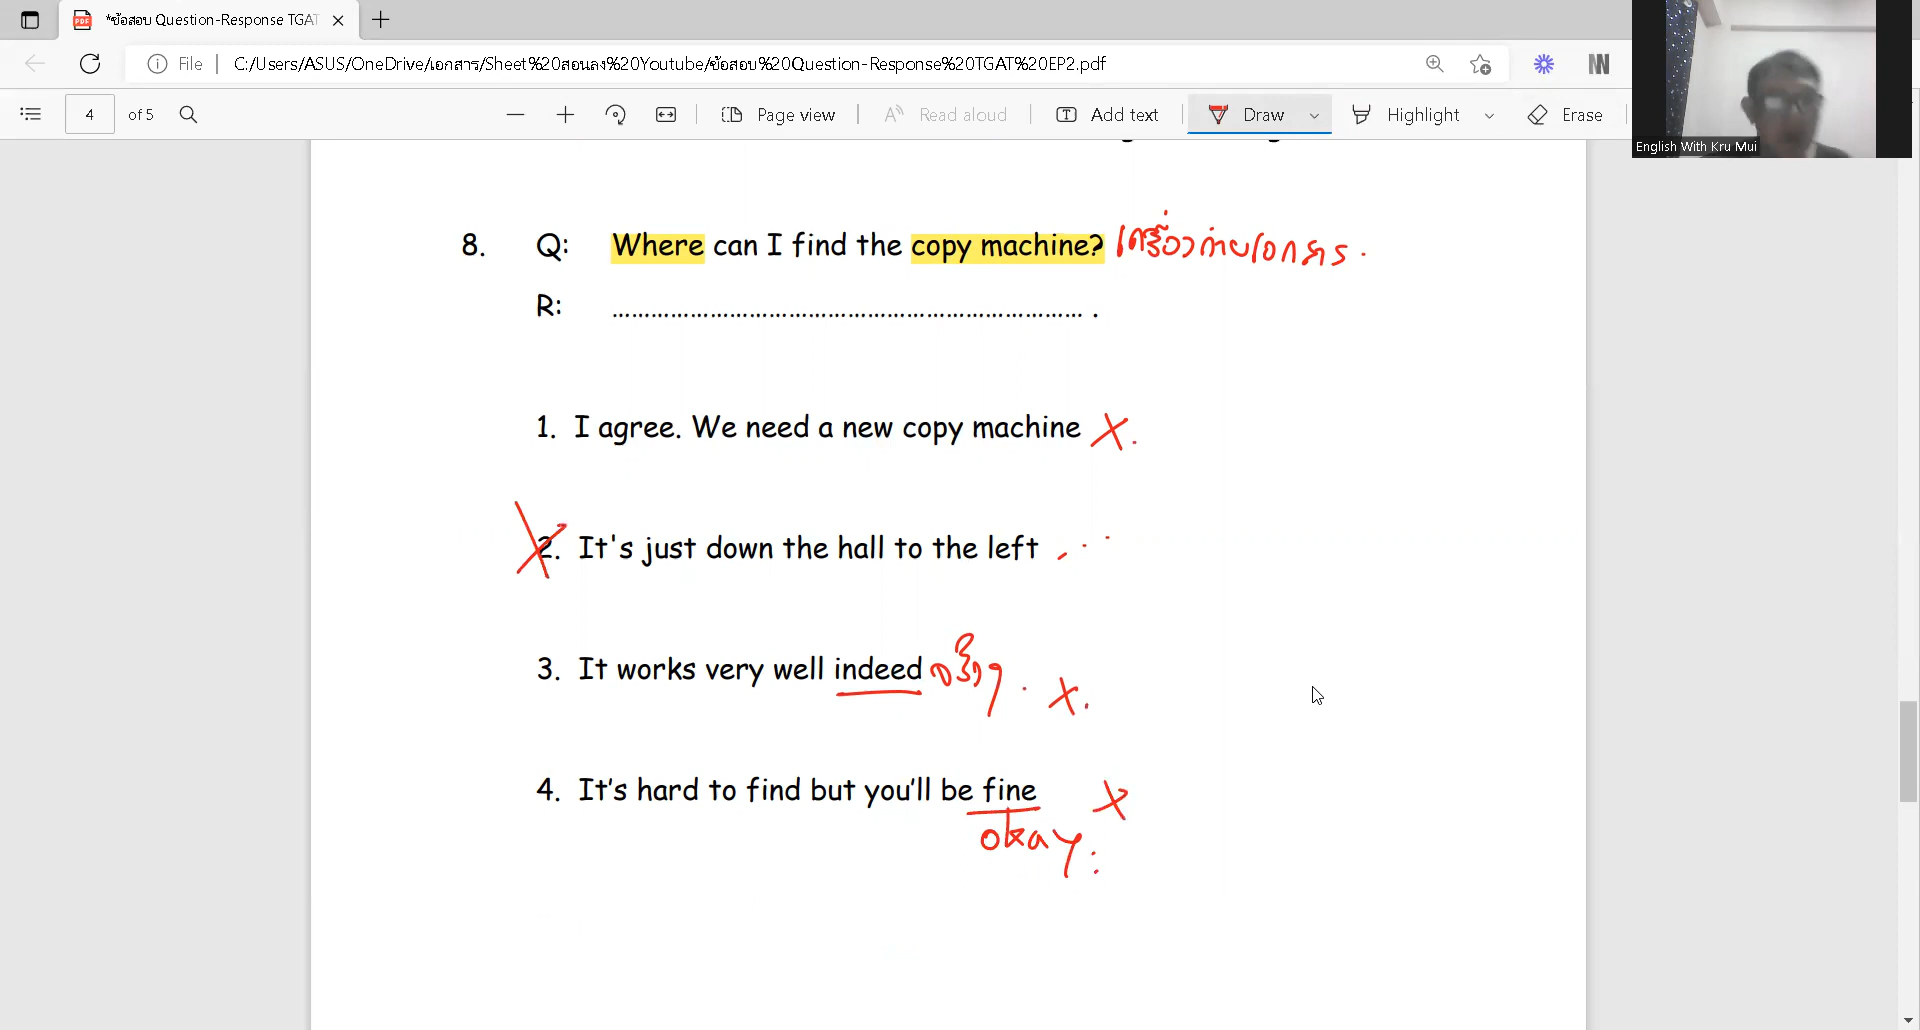 *ข้อสอบ Question-Response TGAT
File C:/Users/ASUS/OneDrive/เอกสาร/Sheet%20สอนลง%20Youtube/ข้อสอบ%20Question-Response%20TGAT%20EP2.pdf
4 of 5 Page view Read aloud Add text Draw Highlight Erase
English With Kru Mui
8. Q: Where can I find the copy machine? เครื่องถ่ายเอกสาร
R: ........................................................................ .
1. I agree. We need a new copy machine X
2. It's just down the hall to the left
3. It works very well indeed จริงๆ X
4. It's hard to find but you'll be fine X
okay